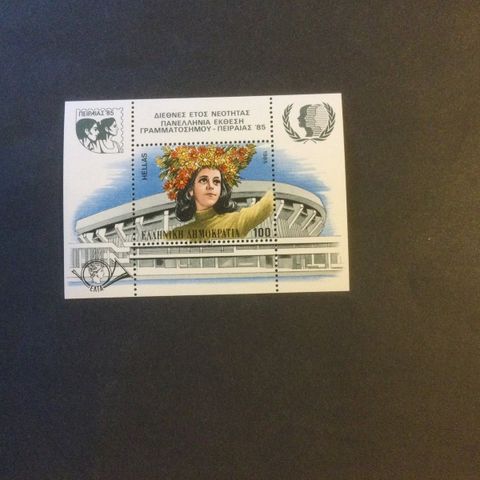 ΠΕΙΡΑΙΑΣ '85
ΔΙΕΘΝΕΣ ΕΤΟΣ ΝΕΟΤΗΤΑΣ
ΠΑΝΕΛΛΗΝΙΑ ΕΚΘΕΣΗ
ΓΡΑΜΜΑΤΟΣΗΜΟΥ - ΠΕΙΡΑΙΑΣ '85
HELLAS
1985
ΕΛΛΗΝΙΚΗ ΔΗΜΟΚΡΑΤΙΑ 100
ΕΛΤΑ